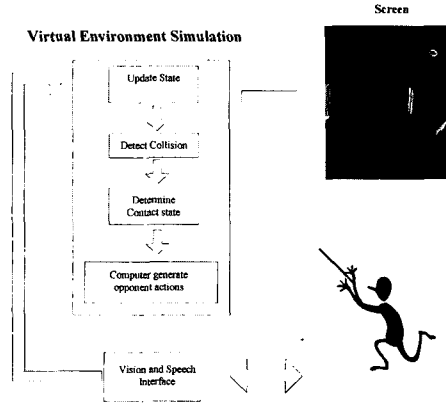 Screen
Virtual Environment Simulation
Update State
Detect Collision
Determine
Contact state
Computer generate
opponent actions
Vision and Speech
Interface